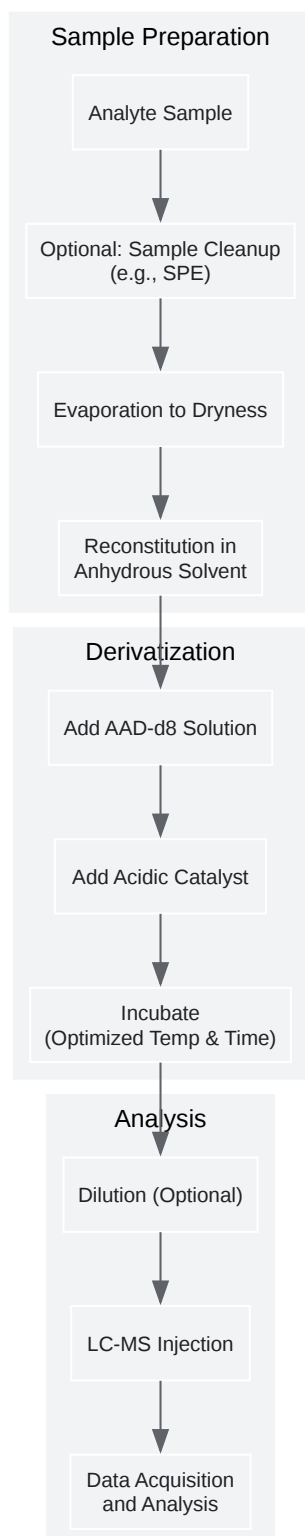 Sample Preparation
Analyte Sample
Optional: Sample Cleanup
(e.g., SPE)
Evaporation to Dryness
Reconstitution in
Anhydrous Solvent
Derivatization
Add AAD-d8 Solution
Add Acidic Catalyst
Incubate
(Optimized Temp & Time)
Analysis
Dilution (Optional)
LC-MS Injection
Data Acquisition
and Analysis